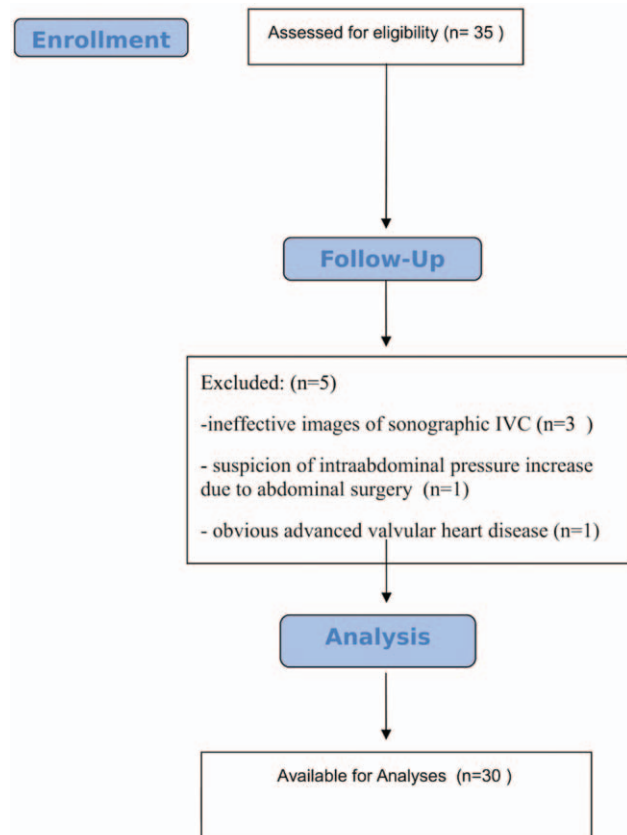 Enrollment
Assessed for eligibility (n= 35 )
Follow-Up
Excluded: (n=5)
-ineffective images of sonographic IVC (n=3 )
- suspicion of intraabdominal pressure increase
due to abdominal surgery (n=1)
- obvious advanced valvular heart disease (n=1)
Analysis
Available for Analyses (n=30 )